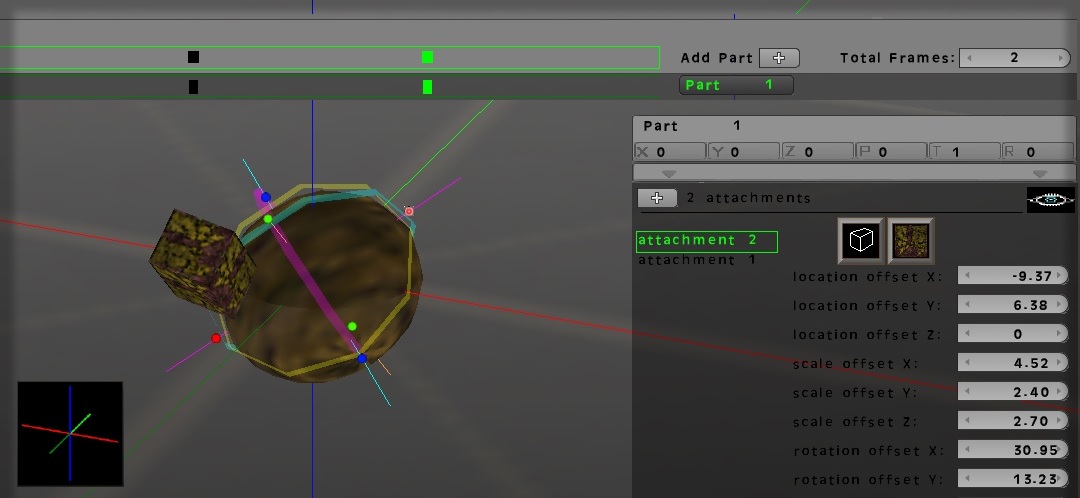 Add Part + Total Frames: 2
Part 1
Part 1
X 0 Y 0 Z 0 P 0 T 1 R 0
+ 2 attachments
attachment 2
attachment 1
location offset X: -9.37
location offset Y: 6.38
location offset Z: 0
scale offset X: 4.52
scale offset Y: 2.40
scale offset Z: 2.70
rotation offset X: 30.95
rotation offset Y: 13.23